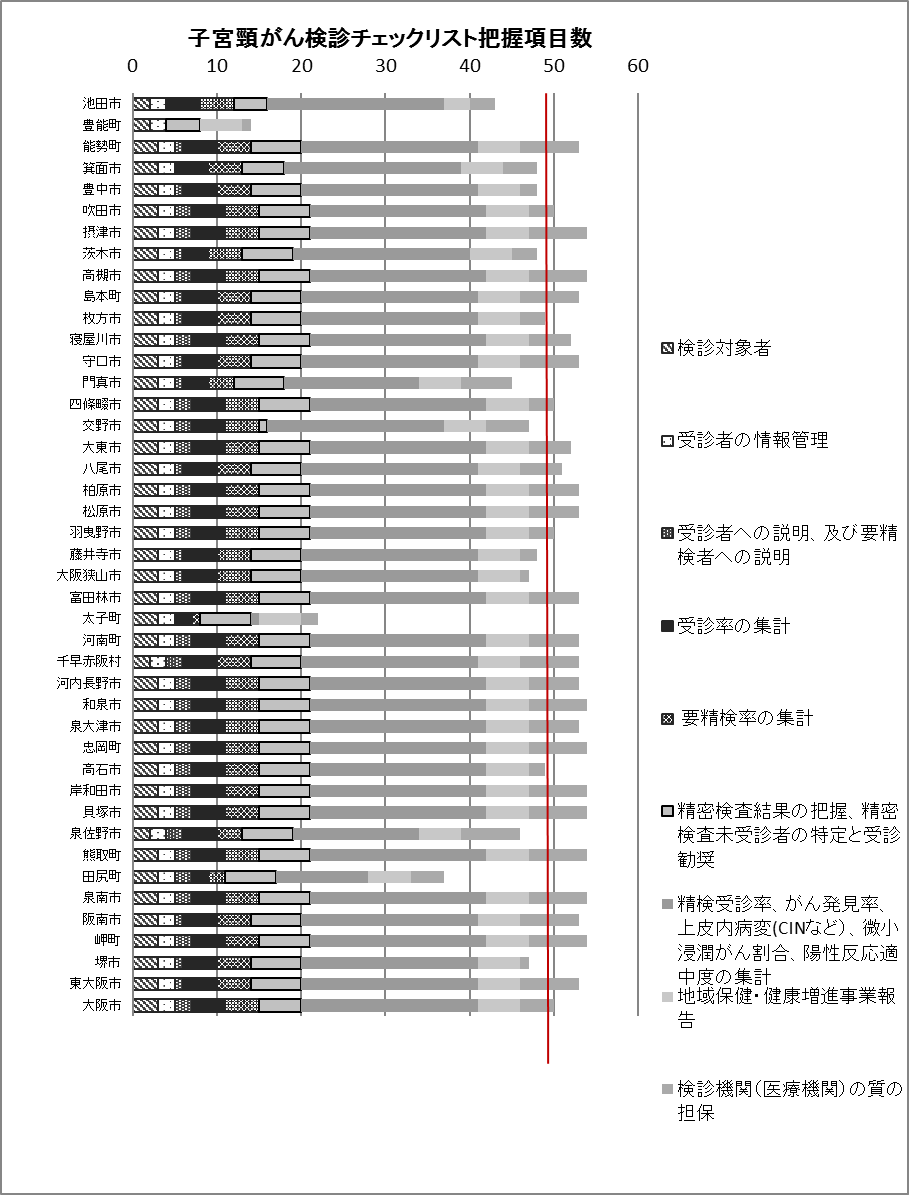 子宮頸がん検診チェックリスト把握項目数
0 10 20 30 40 50 60
池田市
豊能町
能勢町
箕面市
豊中市
吹田市
摂津市
茨木市
高槻市
島本町
枚方市
寝屋川市
守口市
門真市
四條畷市
交野市
大東市
八尾市
柏原市
松原市
羽曳野市
藤井寺市
大阪狭山市
富田林市
太子町
河南町
千早赤阪村
河内長野市
和泉市
泉大津市
忠岡町
高石市
岸和田市
貝塚市
泉佐野市
熊取町
田尻町
泉南市
阪南市
岬町
堺市
東大阪市
大阪市
検診対象者
受診者の情報管理
受診者への説明、及び要精
検者への説明
受診率の集計
要精検率の集計
精密検査結果の把握、精密
検査未受診者の特定と受診
勧奨
精検受診率、がん発見率、
上皮内病変(CINなど)、微小
浸潤がん割合、陽性反応適
中度の集計
地域保健・健康増進事業報
告
検診機関(医療機関)の質の
担保